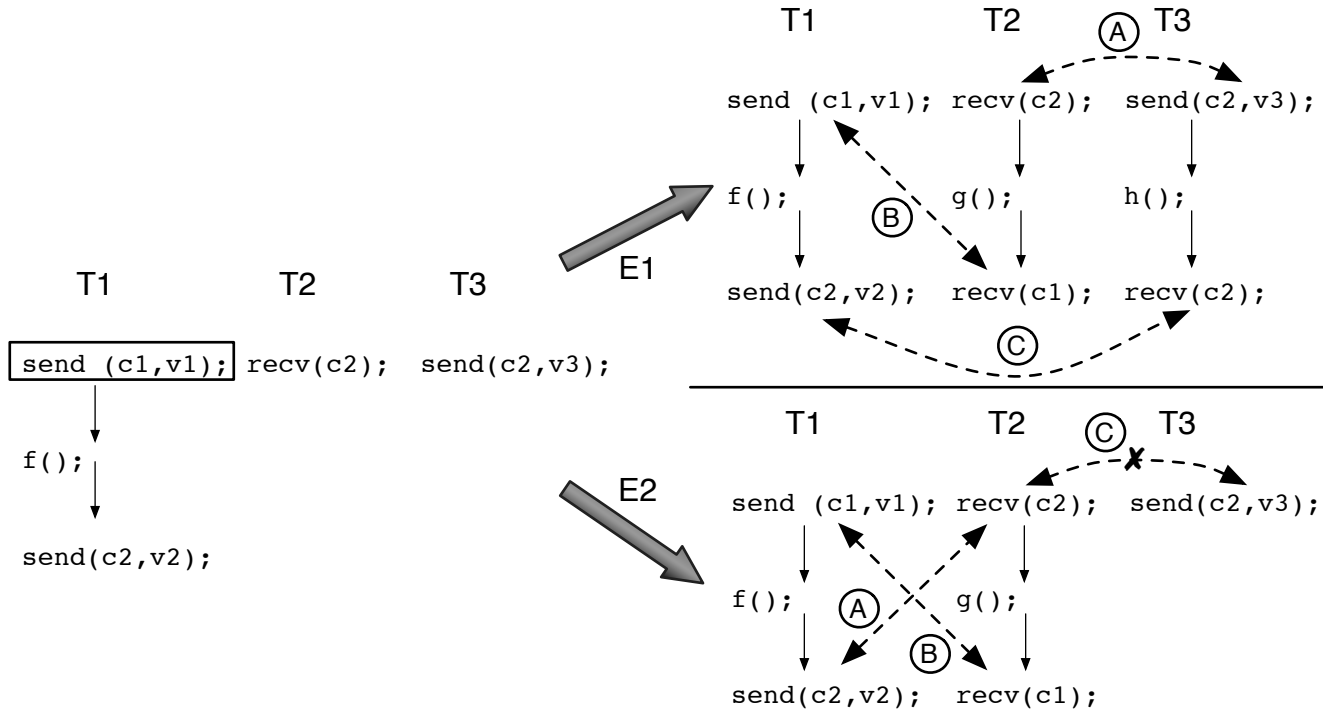 T1 T2 T3
send (c1,v1); recv(c2); send(c2,v3);
f();
send(c2,v2);
E1
E2
T1 T2 A T3
send (c1,v1); recv(c2); send(c2,v3);
f(); B g(); h();
send(c2,v2); recv(c1); recv(c2);
C
T1 T2 C T3
send (c1,v1); recv(c2); send(c2,v3);
f(); A g();
B
send(c2,v2); recv(c1);